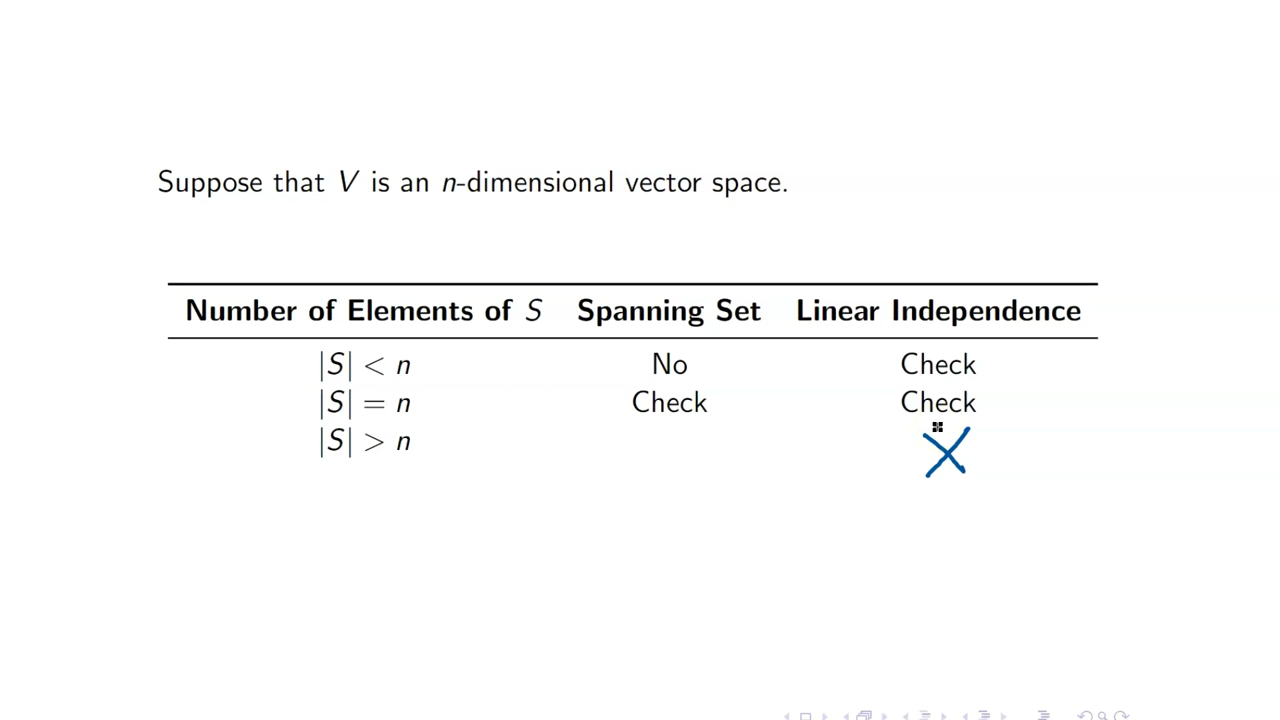 Suppose that V is an n-dimensional vector space.
Number of Elements of S Spanning Set Linear Independence
|S| < n No Check
|S| = n Check Check
|S| > n X